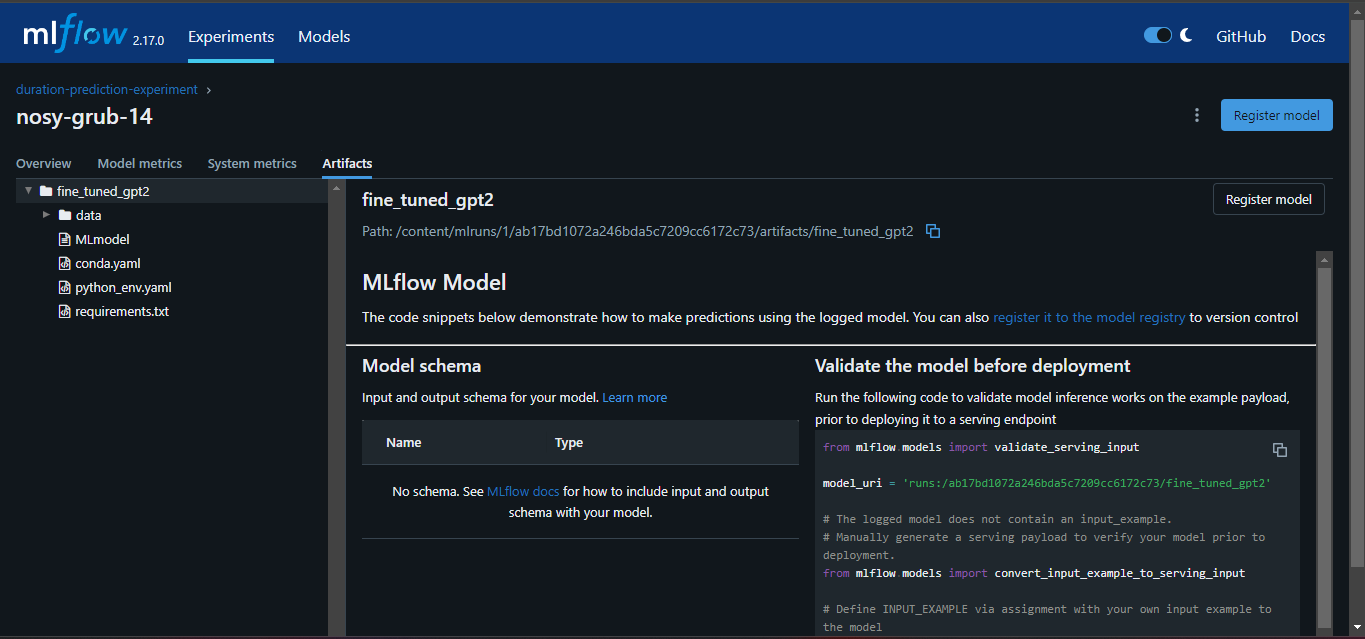 mlflow 2.17.0 Experiments Models GitHub Docs
duration-prediction-experiment ›
nosy-grub-14
Register model
Overview Model metrics System metrics Artifacts
fine_tuned_gpt2
data
MLmodel
conda.yaml
python_env.yaml
requirements.txt
fine_tuned_gpt2
Register model
Path: /content/mlruns/1/ab17bd1072a246bda5c7209cc6172c73/artifacts/fine_tuned_gpt2
MLflow Model
The code snippets below demonstrate how to make predictions using the logged model. You can also register it to the model registry to version control
Model schema
Input and output schema for your model. Learn more
Name Type
No schema. See MLflow docs for how to include input and output
schema with your model.
Validate the model before deployment
Run the following code to validate model inference works on the example payload,
prior to deploying it to a serving endpoint
from mlflow.models import validate_serving_input
model_uri = 'runs:/ab17bd1072a246bda5c7209cc6172c73/fine_tuned_gpt2'
# The logged model does not contain an input_example.
# Manually generate a serving payload to verify your model prior to
deployment.
from mlflow.models import convert_input_example_to_serving_input
# Define INPUT_EXAMPLE via assignment with your own input example to
the model